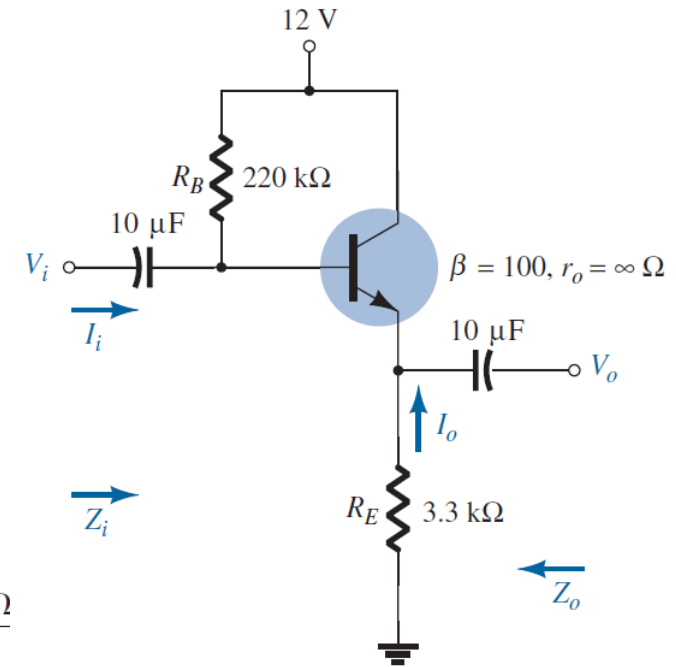 12 V
R_B
220 kΩ
10 μF
V_i
β = 100, r_o = ∞ Ω
I_i
10 μF
V_o
I_o
Z_i
R_E
3.3 kΩ
Z_o